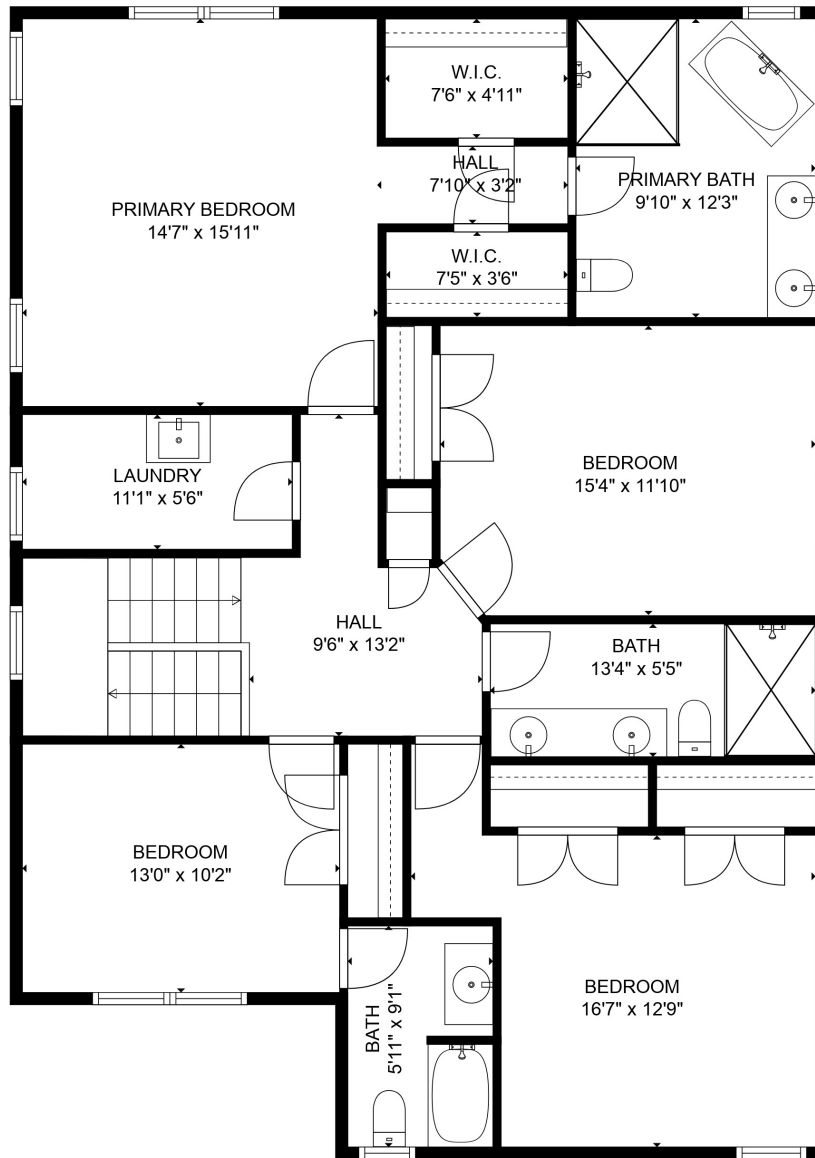 W.I.C.
7'6" x 4'11"
HALL
7'10" x 3'2"
PRIMARY BATH
9'10" x 12'3"
PRIMARY BEDROOM
14'7" x 15'11"
W.I.C.
7'5" x 3'6"
BEDROOM
15'4" x 11'10"
LAUNDRY
11'1" x 5'6"
HALL
9'6" x 13'2"
BATH
13'4" x 5'5"
BEDROOM
13'0" x 10'2"
BEDROOM
16'7" x 12'9"
BATH
5'11" x 9'1"